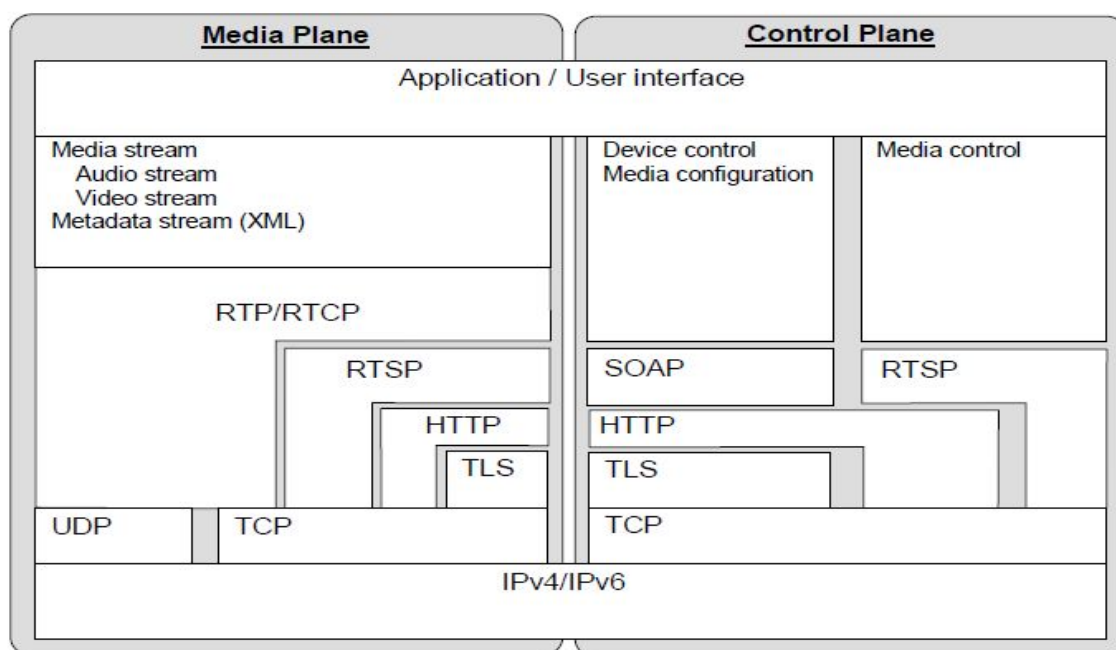 Media Plane
Control Plane
Application / User interface
Media stream
Audio stream
Video stream
Metadata stream (XML)
Device control
Media configuration
Media control
RTP/RTCP
RTSP
HTTP
TLS
SOAP
RTSP
HTTP
TLS
UDP
TCP
TCP
IPv4/IPv6